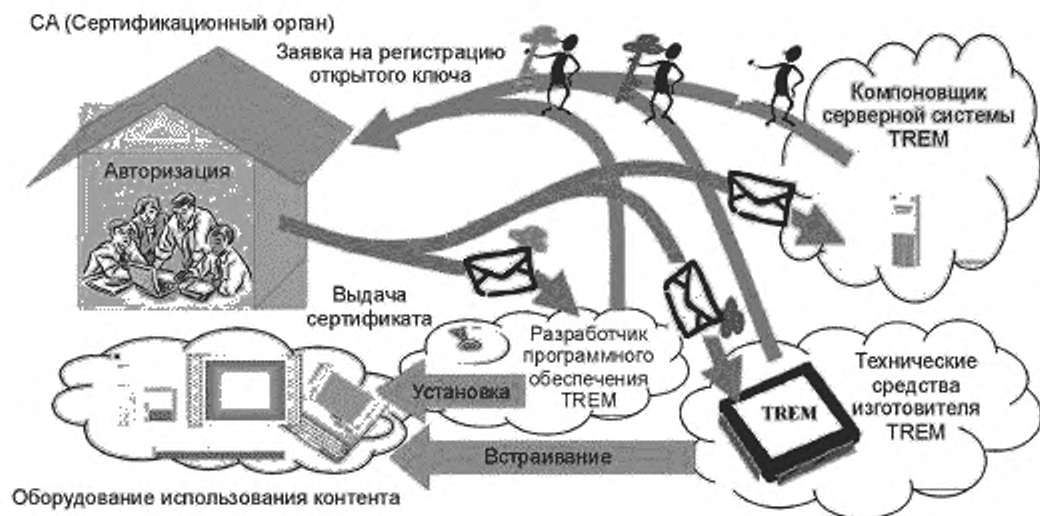 CA (Сертификационный орган)
Заявка на регистрацию
открытого ключа
Компоновщик
серверной системы
TREM
Авторизация
Выдача
сертификата
Разработчик
программного
обеспечения
TREM
Установка
Технические
средства
изготовителя
TREM
TREM
Встраивание
Оборудование использования контента